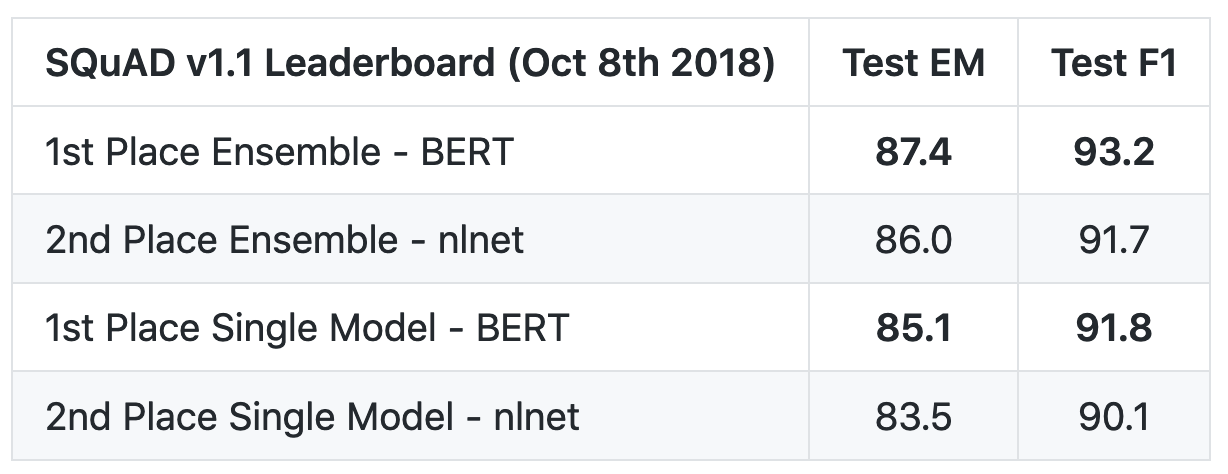 SQuAD v1.1 Leaderboard (Oct 8th 2018) Test EM Test F1
1st Place Ensemble - BERT 87.4 93.2
2nd Place Ensemble - nlnet 86.0 91.7
1st Place Single Model - BERT 85.1 91.8
2nd Place Single Model - nlnet 83.5 90.1